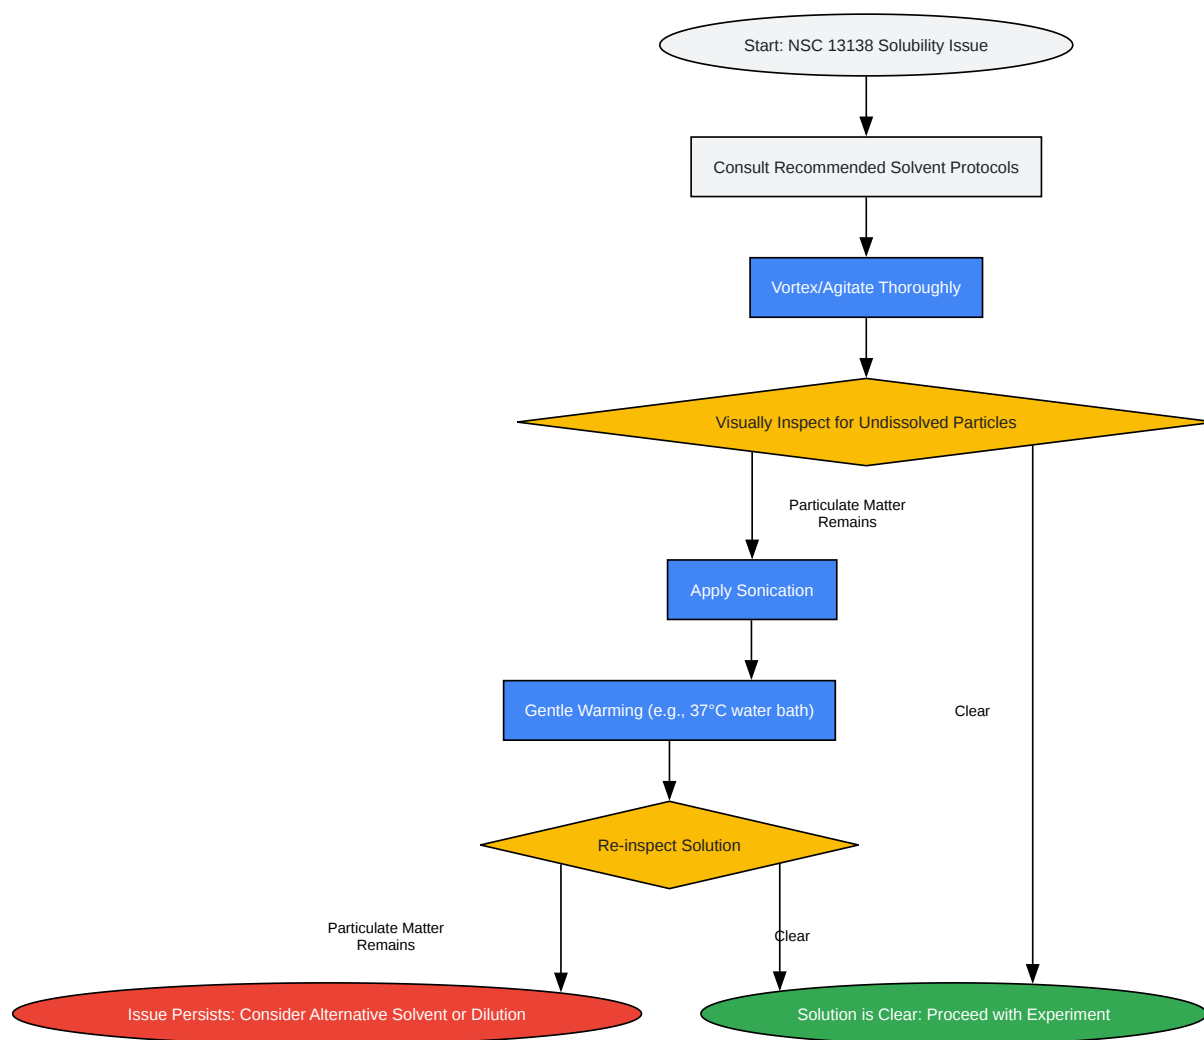 Start: NSC 13138 Solubility Issue
Consult Recommended Solvent Protocols
Vortex/Agitate Thoroughly
Visually Inspect for Undissolved Particles
Particulate Matter
Remains
Apply Sonication
Gentle Warming (e.g., 37°C water bath)
Clear
Re-inspect Solution
Particulate Matter
Remains
Clear
Issue Persists: Consider Alternative Solvent or Dilution
Solution is Clear: Proceed with Experiment